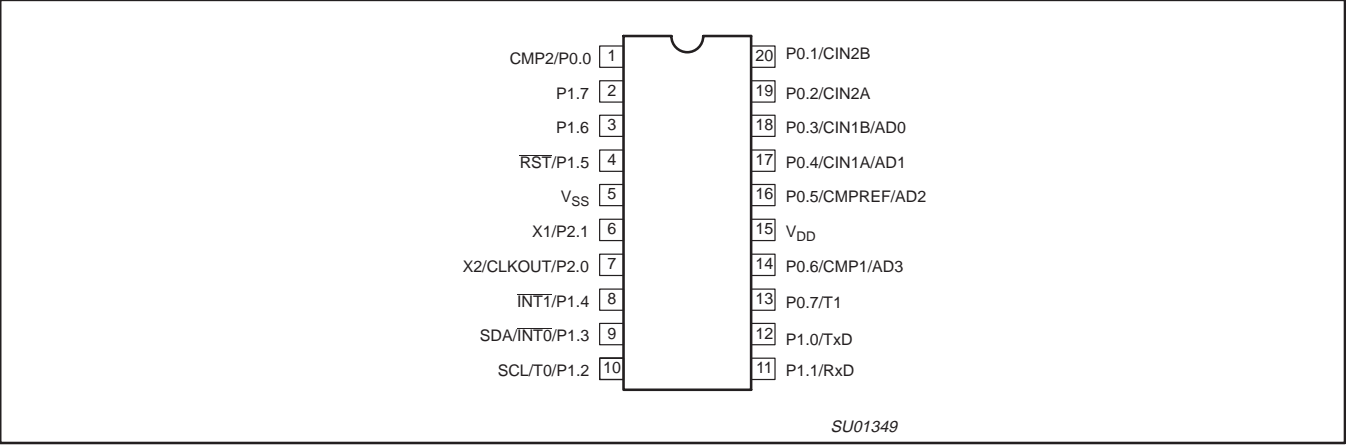 CMP2/P0.0 1 20 P0.1/CIN2B
P1.7 2 19 P0.2/CIN2A
P1.6 3 18 P0.3/CIN1B/AD0
R̅S̅T̅/P1.5 4 17 P0.4/CIN1A/AD1
VSS 5 16 P0.5/CMPREF/AD2
X1/P2.1 6 15 VDD
X2/CLKOUT/P2.0 7 14 P0.6/CMP1/AD3
I̅N̅T̅1̅/P1.4 8 13 P0.7/T1
SDA/I̅N̅T̅0̅/P1.3 9 12 P1.0/TxD
SCL/T0/P1.2 10 11 P1.1/RxD
SU01349